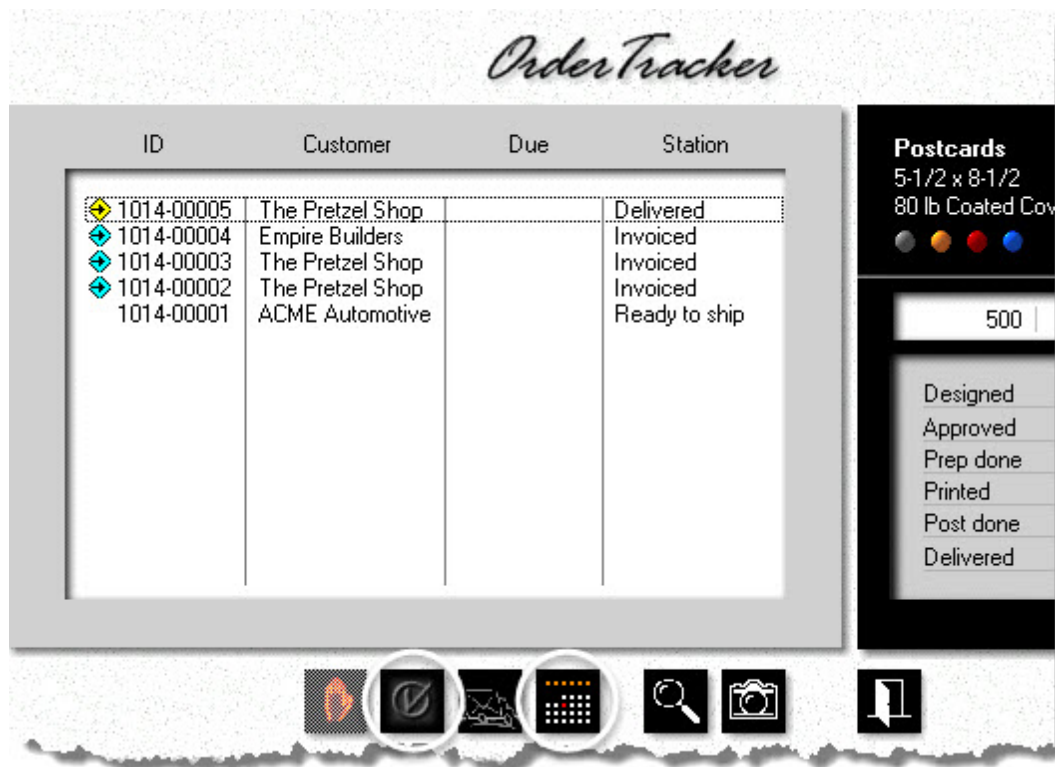 OrderTracker
ID Customer Due Station
1014-00005 The Pretzel Shop Delivered
1014-00004 Empire Builders Invoiced
1014-00003 The Pretzel Shop Invoiced
1014-00002 The Pretzel Shop Invoiced
1014-00001 ACME Automotive Ready to ship
Postcards
5-1/2 x 8-1/2
80 lb Coated Cov
500
Designed
Approved
Prep done
Printed
Post done
Delivered